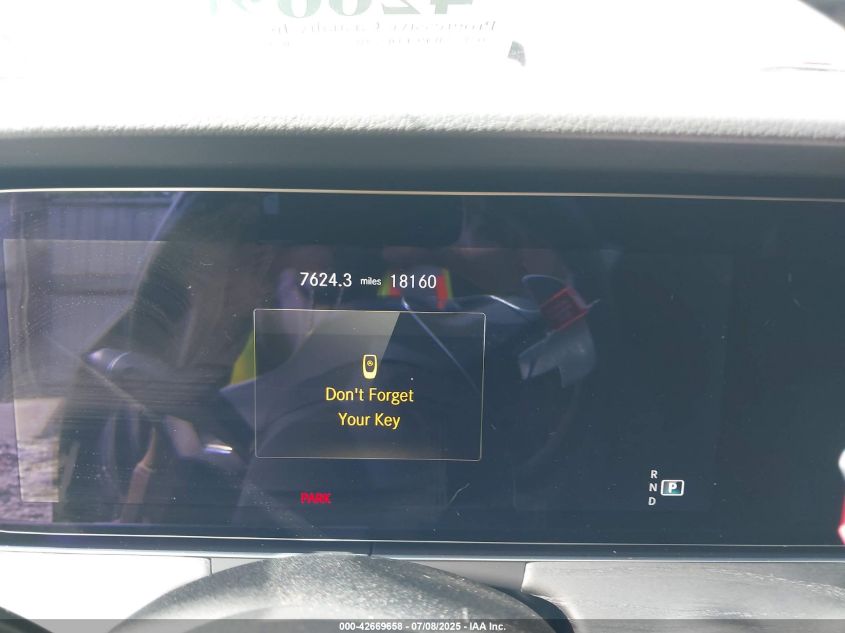 7624.3 miles 18160
Don't Forget
Your Key
PARK
R
N P
D
000-42669658 - 07/08/2025 - IAA Inc.